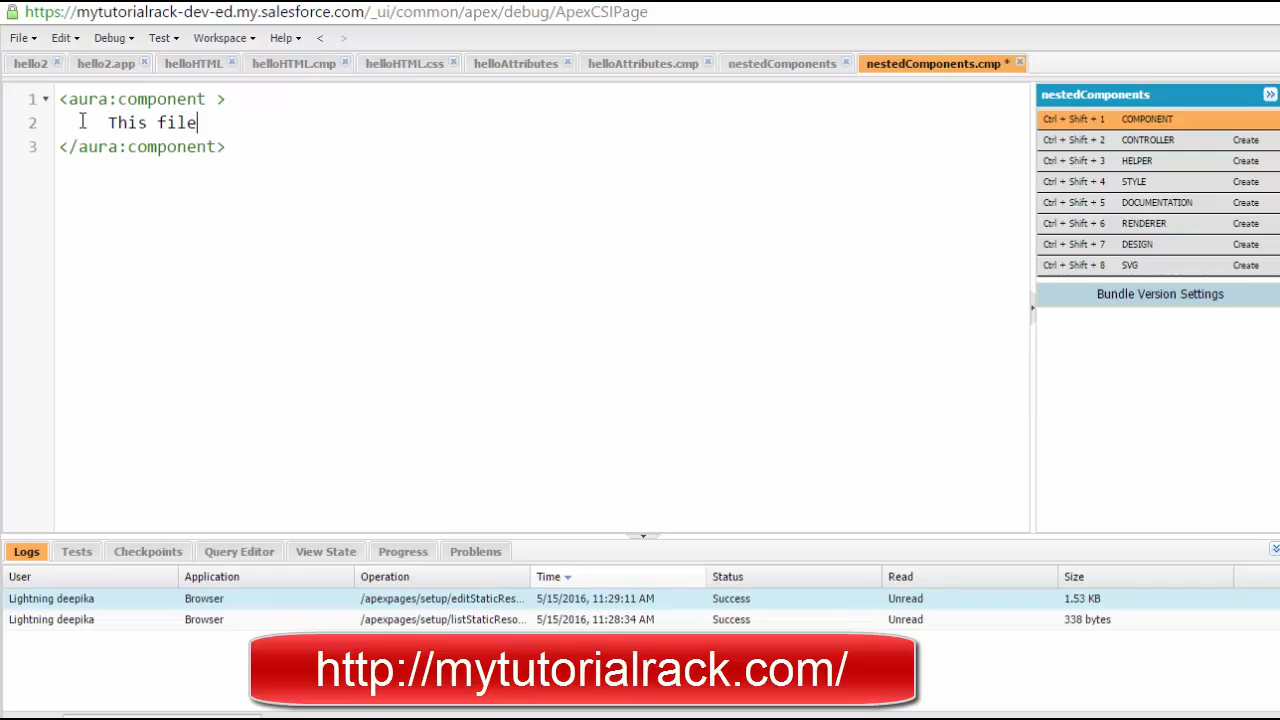 https://mytutorialrack-dev-ed.my.salesforce.com/_ui/common/apex/debug/ApexCSIPage
File Edit Debug Test Workspace Help < >
hello2 hello2.app helloHTML helloHTML.cmp helloHTML.css helloAttributes helloAttributes.cmp nestedComponents nestedComponents.cmp *
1 <aura:component >
2 This file
3 </aura:component>
nestedComponents
Ctrl + Shift + 1 COMPONENT
Ctrl + Shift + 2 CONTROLLER Create
Ctrl + Shift + 3 HELPER Create
Ctrl + Shift + 4 STYLE Create
Ctrl + Shift + 5 DOCUMENTATION Create
Ctrl + Shift + 6 RENDERER Create
Ctrl + Shift + 7 DESIGN Create
Ctrl + Shift + 8 SVG Create
Bundle Version Settings
Logs Tests Checkpoints Query Editor View State Progress Problems
User Application Operation Time Status Read Size
Lightning deepika Browser /apexpages/setup/editStaticRes... 5/15/2016, 11:29:11 AM Success Unread 1.53 KB
Lightning deepika Browser /apexpages/setup/listStaticReso... 5/15/2016, 11:28:34 AM Success Unread 338 bytes
http://mytutorialrack.com/